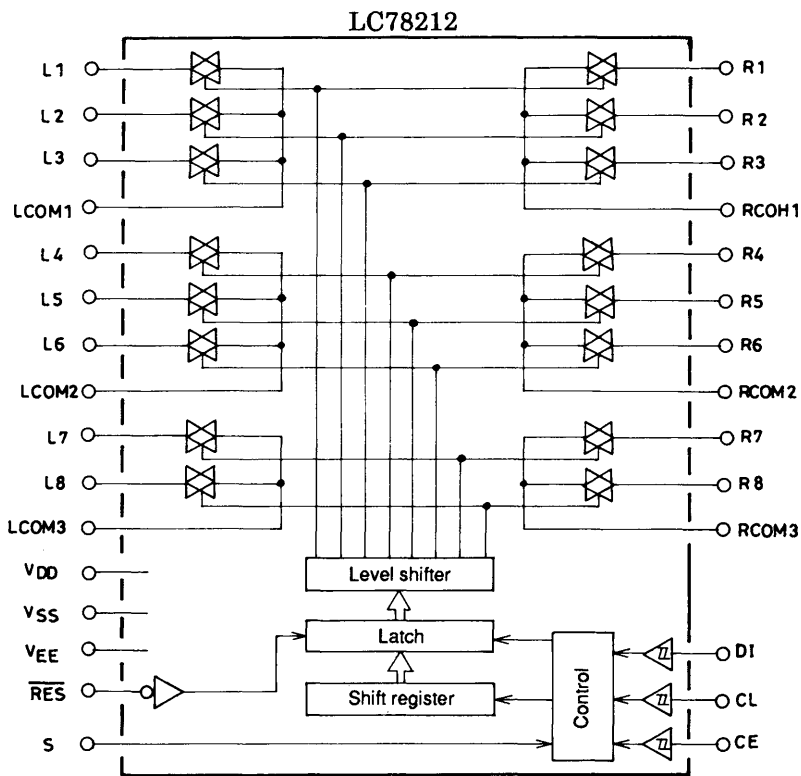 LC78212
L1
R1
L2
R2
L3
R3
LCOM1
RCOH1
L4
R4
L5
R5
L6
R6
LCOM2
RCOM2
L7
R7
L8
R8
LCOM3
RCOM3
VDD
Level shifter
VSS
Latch
VEE
DI
RES
Shift register
Control
CL
S
CE